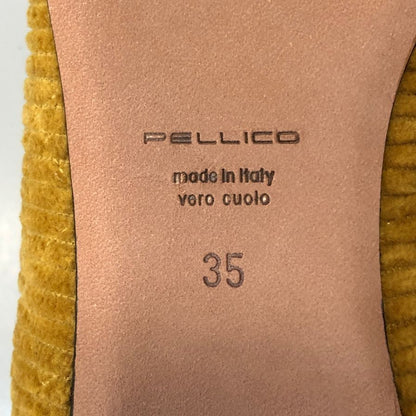 PELLICO
made in Italy
vero cuoio
35